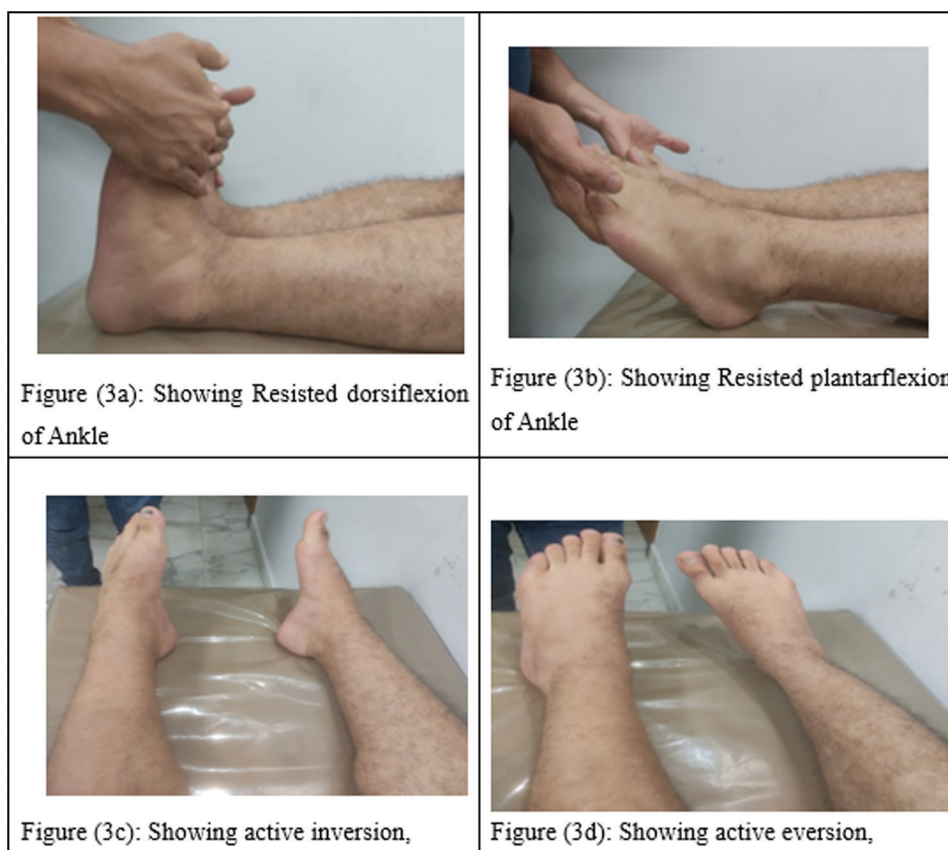 Figure (3a): Showing Resisted dorsiflexion
of Ankle
Figure (3b): Showing Resisted plantarflexion
of Ankle
Figure (3c): Showing active inversion,
Figure (3d): Showing active eversion,